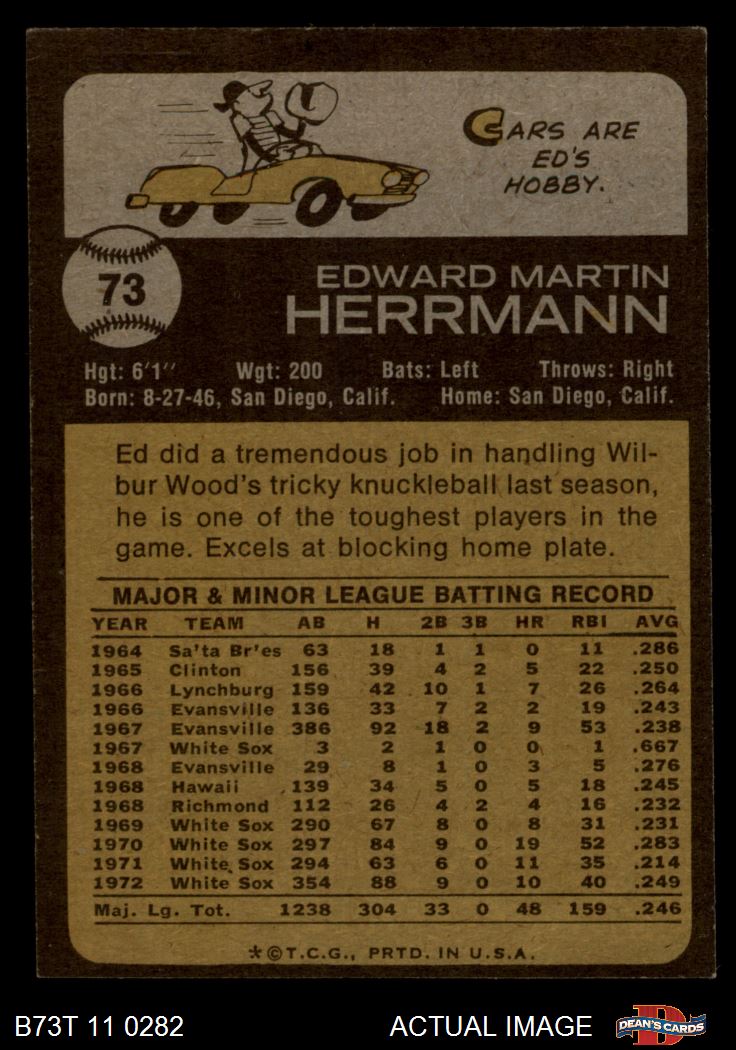 CARS ARE
ED'S
HOBBY.
73
EDWARD MARTIN
HERRMANN
Hgt: 6'1" Wgt: 200 Bats: Left Throws: Right
Born: 8-27-46, San Diego, Calif. Home: San Diego, Calif.
Ed did a tremendous job in handling Wil-
bur Wood's tricky knuckleball last season,
he is one of the toughest players in the
game. Excels at blocking home plate.
MAJOR & MINOR LEAGUE BATTING RECORD
YEAR TEAM AB H 2B 3B HR RBI AVG
1964 Sa'ta Br'es 63 18 1 1 0 11 .286
1965 Clinton 156 39 4 2 5 22 .250
1966 Lynchburg 159 42 10 1 7 26 .264
1966 Evansville 136 33 7 2 2 19 .243
1967 Evansville 386 92 18 2 9 53 .238
1967 White Sox 3 2 1 0 0 1 .667
1968 Evansville 29 8 1 0 3 5 .276
1968 Hawaii 139 34 5 0 5 18 .245
1968 Richmond 112 26 4 2 4 16 .232
1969 White Sox 290 67 8 0 8 31 .231
1970 White Sox 297 84 9 0 19 52 .283
1971 White Sox 294 63 6 0 11 35 .214
1972 White Sox 354 88 9 0 10 40 .249
Maj. Lg. Tot. 1238 304 33 0 48 159 .246
*©T.C.G., PRTD. IN U.S.A.
B73T 11 0282 ACTUAL IMAGE DEAN'S CARDS